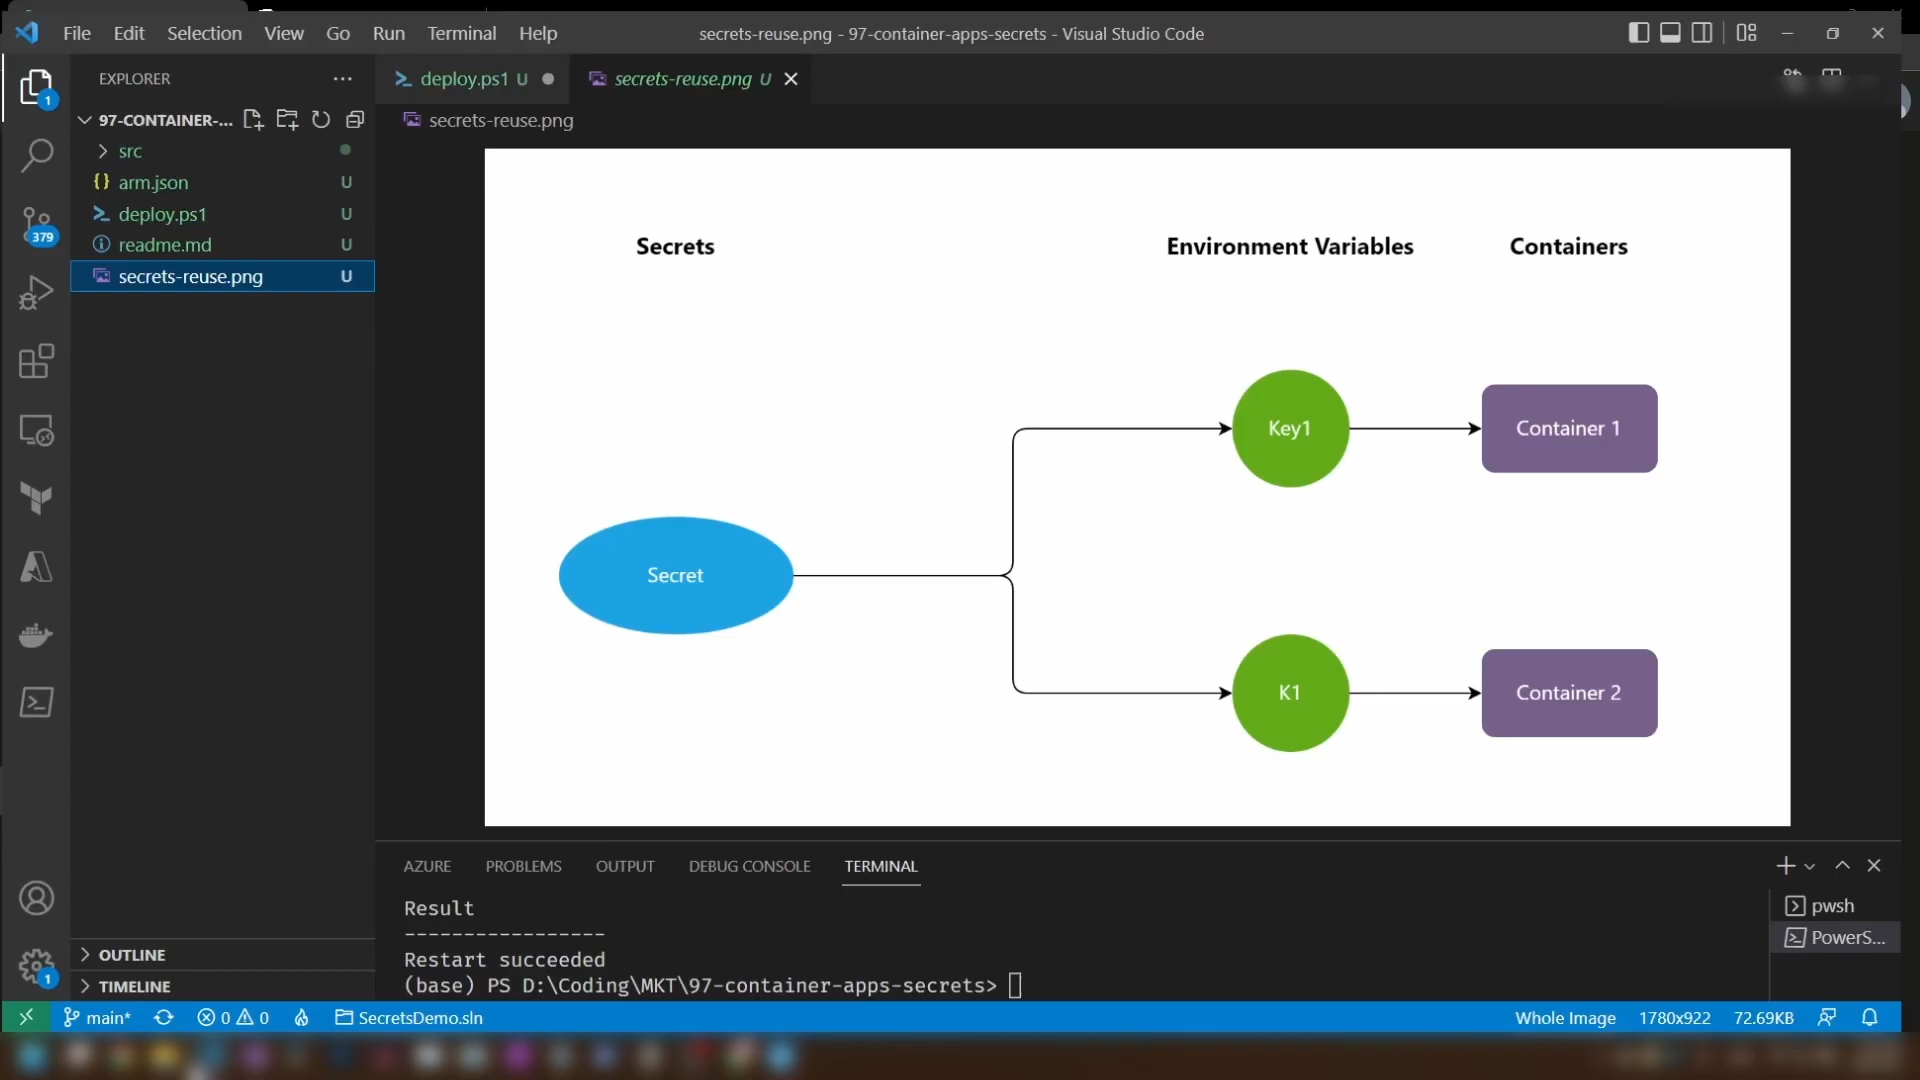 File Edit Selection View Go Run Terminal Help
secrets-reuse.png - 97-container-apps-secrets - Visual Studio Code
EXPLORER
deploy.ps1 U
secrets-reuse.png U
97-CONTAINER-...
secrets-reuse.png
src
arm.json U
deploy.ps1 U
readme.md U
secrets-reuse.png U
1
379
Secrets
Environment Variables
Containers
Key1
Container 1
Secret
K1
Container 2
AZURE PROBLEMS OUTPUT DEBUG CONSOLE TERMINAL
Result
-----------------
Restart succeeded
(base) PS D:\Coding\MKT\97-container-apps-secrets>
pwsh
PowerS...
OUTLINE
TIMELINE
1
main* 0 0 SecretsDemo.sln
Whole Image 1780x922 72.69KB